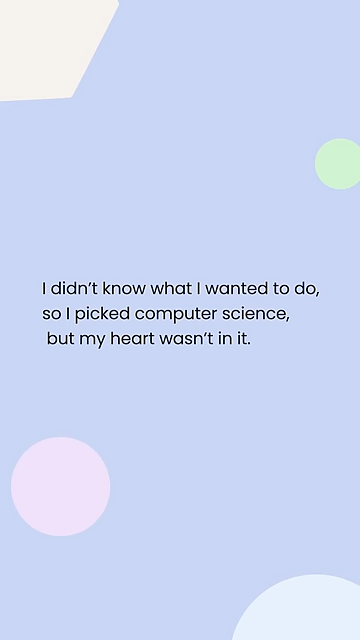 I didn’t know what I wanted to do,
so I picked computer science,
but my heart wasn’t in it.